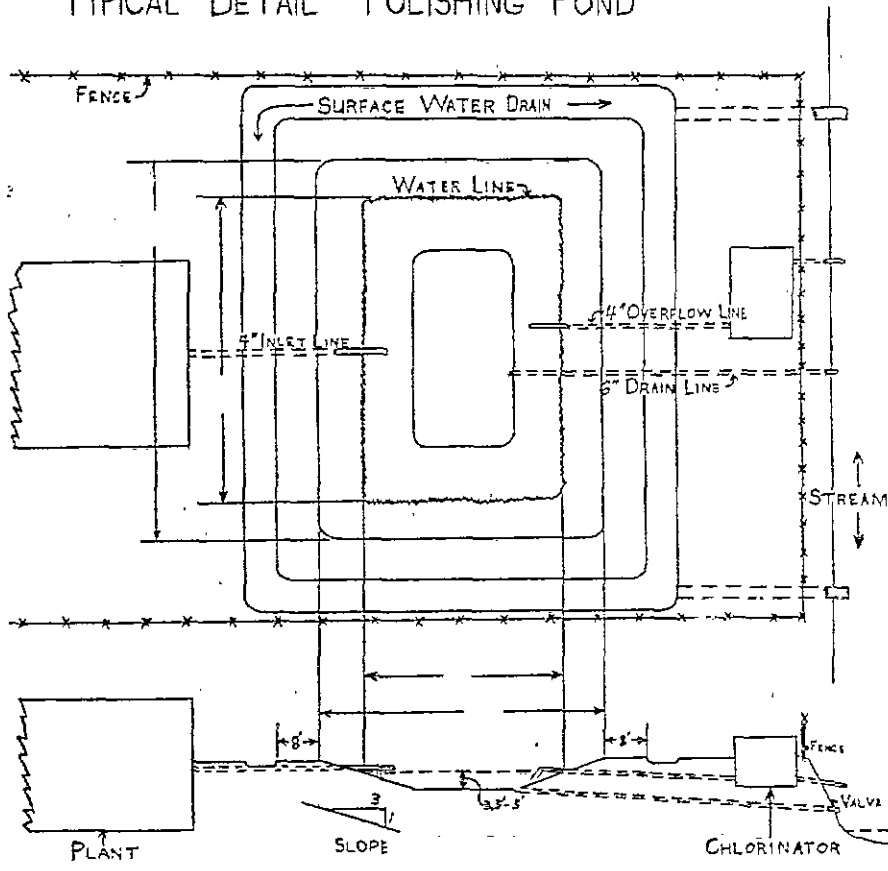 TYPICAL DETAIL POLISHING POND
FENCE
SURFACE WATER DRAIN
WATER LINE
4" OVERFLOW LINE
4" INLET LINE
6" DRAIN LINE
STREAM
8'
8'
FENCE
3.5'-5'
VALVE
3
1
PLANT
SLOPE
CHLORINATOR